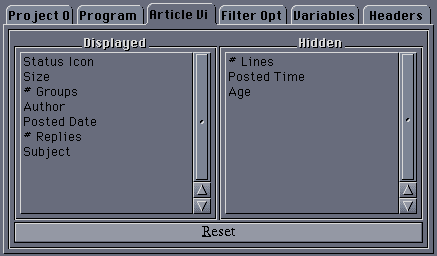 Project O Program Article Vi Filter Opt Variables Headers
Displayed Hidden
Status Icon
Size
# Groups
Author
Posted Date
# Replies
Subject
# Lines
Posted Time
Age
Reset